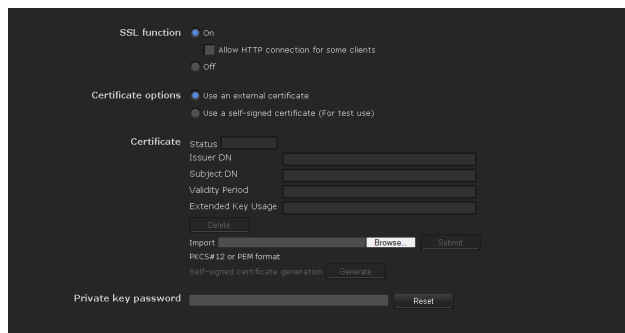 SSL function On
Allow HTTP connection for some clients
Off
Certificate options Use an external certificate
Use a self-signed certificate (For test use)
Certificate Status
Issuer DN
Subject DN
Validity Period
Extended Key Usage
Delete
Import Browse... Submit
PKCS#12 or PEM format
Self-signed certificate generation Generate
Private key password Reset